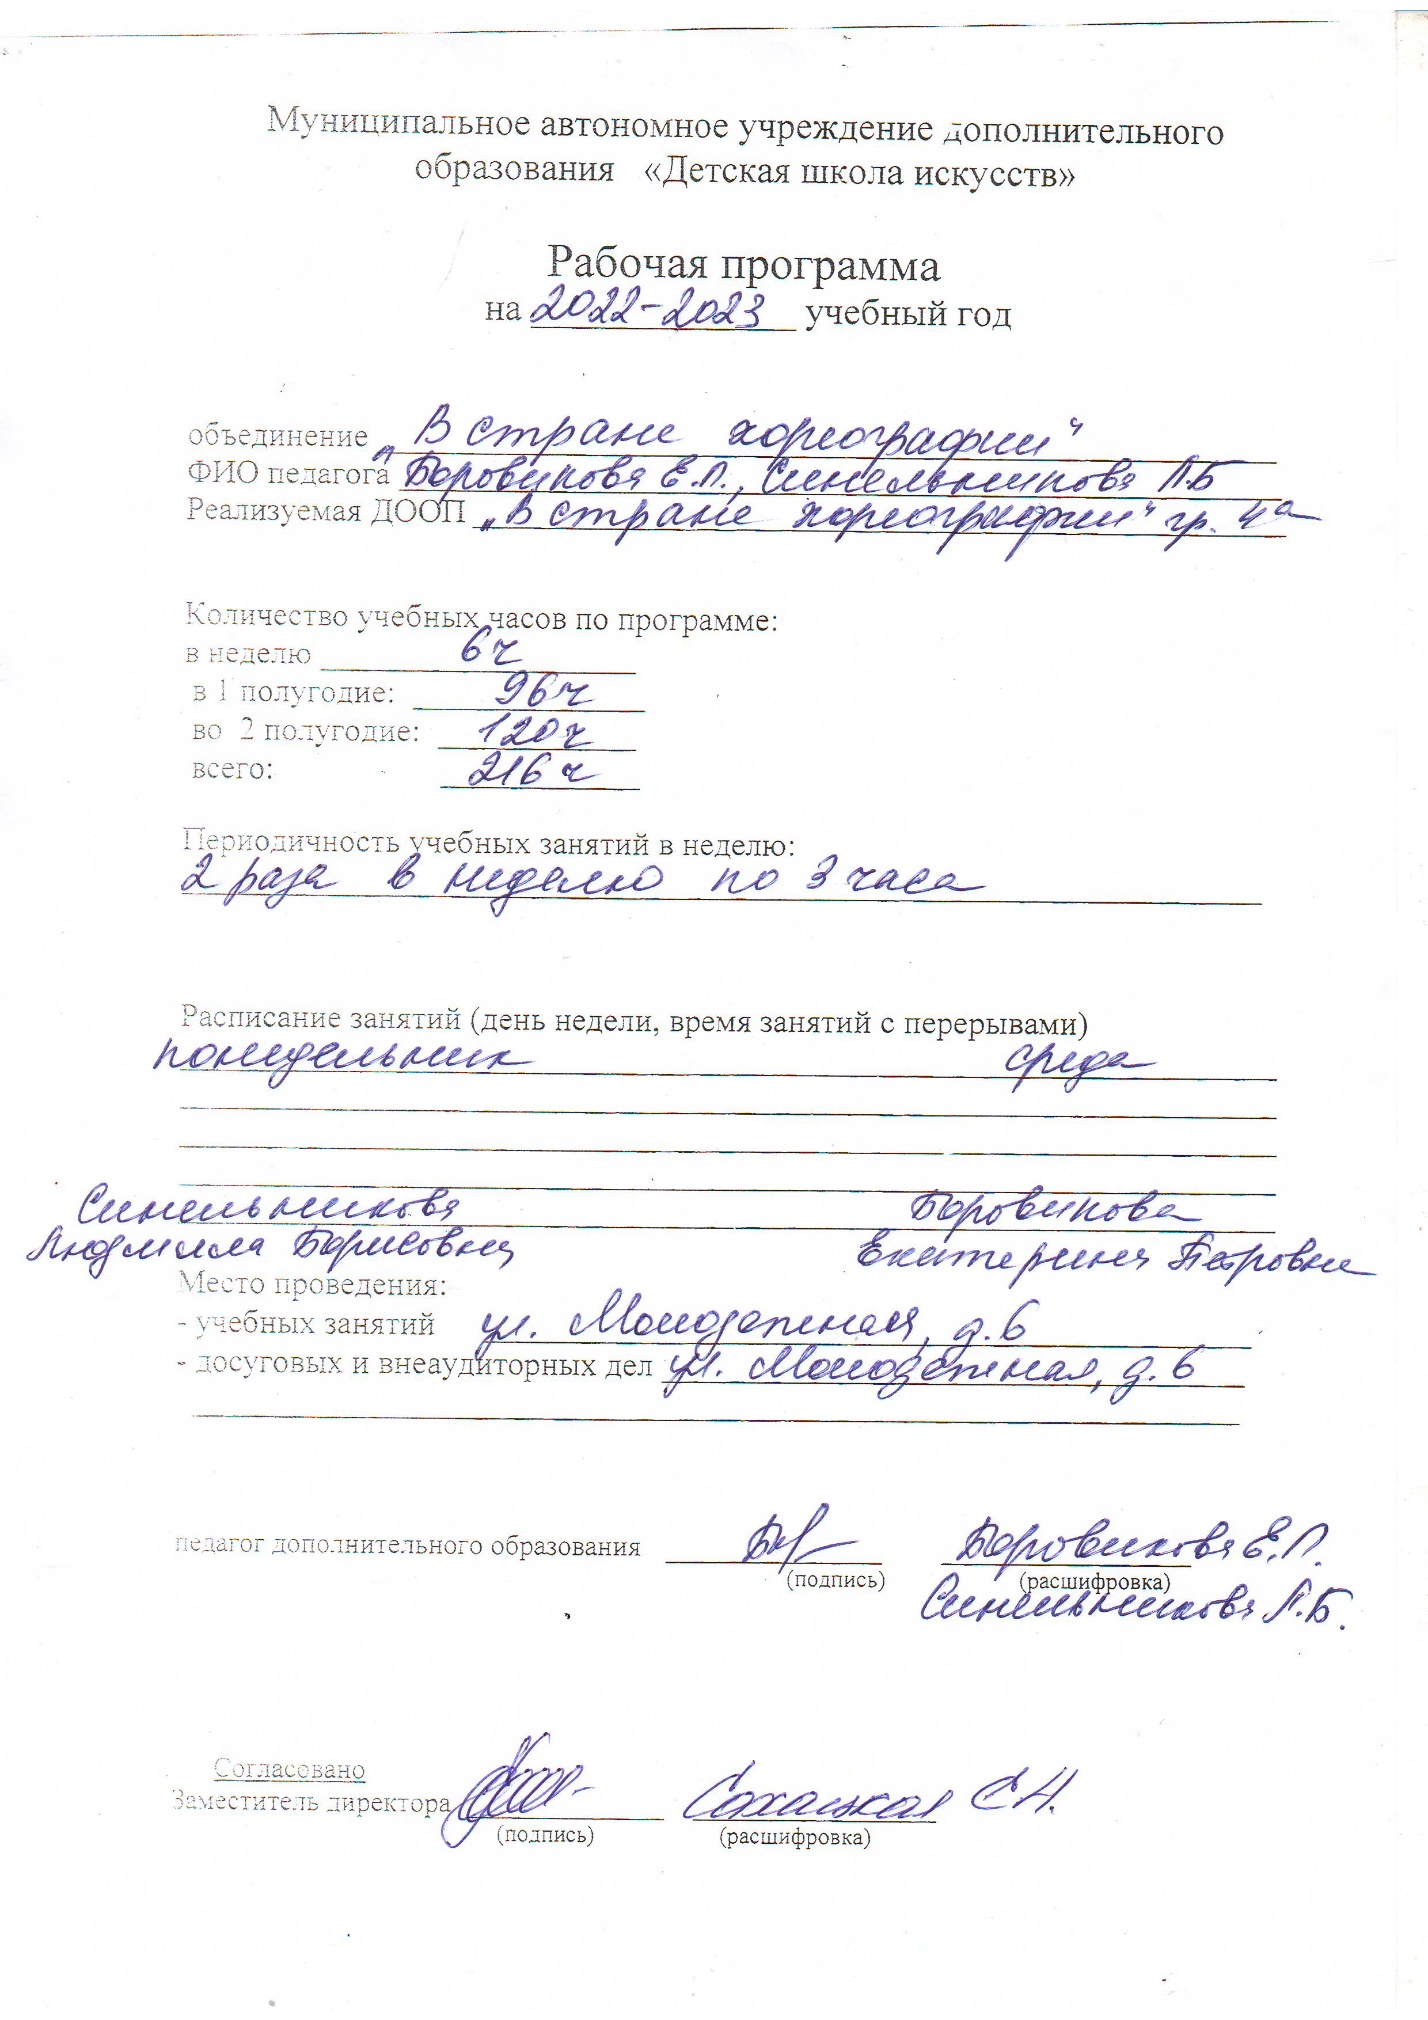 Муниципальное автономное учреждение дополнительного
образования «Детская школа искусств»
Рабочая программа
на 2022-2023 учебный год
объединение „В стране хореографии“
ФИО педагога Боровикова Е.П., Синельникова Л.Б
Реализуемая ДООП „В стране хореографии“ гр. 4а
Количество учебных часов по программе:
в неделю 6ч
в 1 полугодие: 96ч
во 2 полугодие: 120ч
всего: 216ч
Периодичность учебных занятий в неделю:
2 раза в неделю по 3 часа
Расписание занятий (день недели, время занятий с перерывами)
понедельник среда
Синельникова Боровикова
Людмила Борисовна Екатерина Петровна
Место проведения:
- учебных занятий ул. Молодежная, д.6
- досуговых и внеаудиторных дел ул. Молодежная, д.6
педагог дополнительного образования Боровикова Е.П.
(подпись) (расшифровка)
Синельникова Л.Б.
Согласовано
Заместитель директора Сохацкая С.Н.
(подпись) (расшифровка)